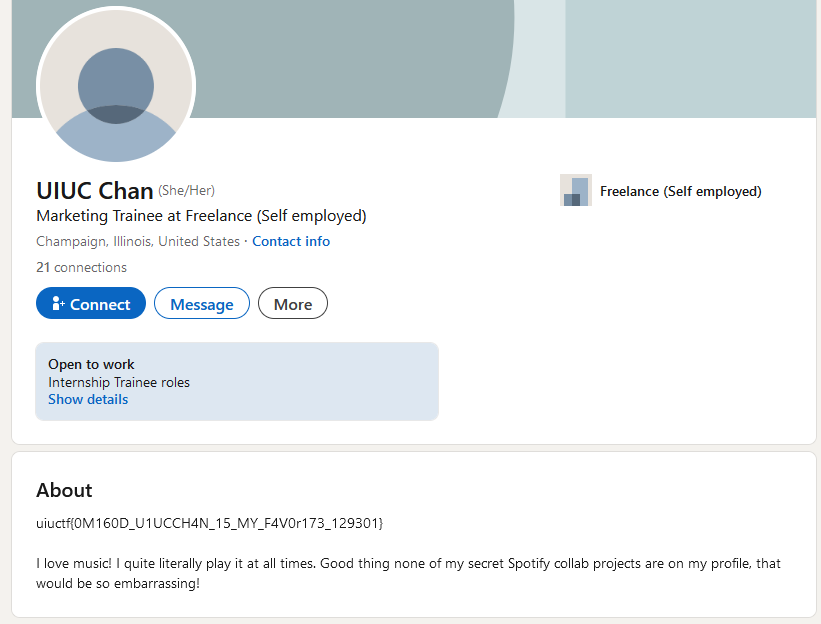 UIUC Chan (She/Her)
Freelance (Self employed)
Marketing Trainee at Freelance (Self employed)
Champaign, Illinois, United States · Contact info
21 connections
Connect
Message
More
Open to work
Internship Trainee roles
Show details
About
uiuctf{0M160D_U1UCCH4N_15_MY_F4V0r173_129301}
I love music! I quite literally play it at all times. Good thing none of my secret Spotify collab projects are on my profile, that
would be so embarrassing!